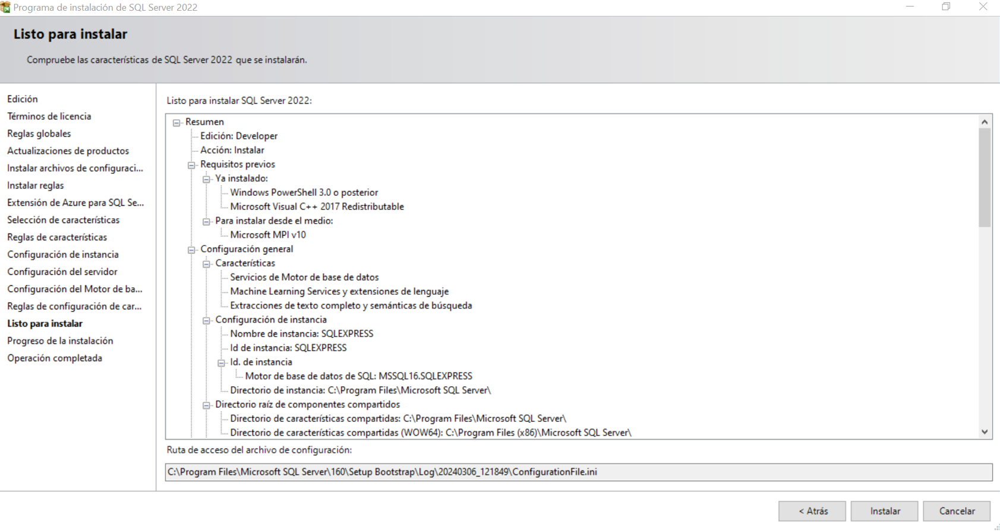 Programa de instalación de SQL Server 2022
Listo para instalar
Compruebe las características de SQL Server 2022 que se instalarán.
Edición
Términos de licencia
Reglas globales
Actualizaciones de productos
Instalar archivos de configuraci...
Instalar reglas
Extensión de Azure para SQL Se...
Selección de características
Reglas de características
Configuración de instancia
Configuración del servidor
Configuración del Motor de ba...
Reglas de configuración de car...
Listo para instalar
Progreso de la instalación
Operación completada
Listo para instalar SQL Server 2022:
Resumen
Edición: Developer
Acción: Instalar
Requisitos previos
Ya instalado:
Windows PowerShell 3.0 o posterior
Microsoft Visual C++ 2017 Redistributable
Para instalar desde el medio:
Microsoft MPI v10
Configuración general
Características
Servicios de Motor de base de datos
Machine Learning Services y extensiones de lenguaje
Extracciones de texto completo y semánticas de búsqueda
Configuración de instancia
Nombre de instancia: SQLEXPRESS
Id de instancia: SQLEXPRESS
Id. de instancia
Motor de base de datos de SQL: MSSQL16.SQLEXPRESS
Directorio de instancia: C:\Program Files\Microsoft SQL Server\
Directorio raíz de componentes compartidos
Directorio de características compartidas: C:\Program Files\Microsoft SQL Server\
Directorio de características compartidas (WOW64): C:\Program Files (x86)\Microsoft SQL Server\
Ruta de acceso del archivo de configuración:
C:\Program Files\Microsoft SQL Server\160\Setup Bootstrap\Log\20240306_121849\ConfigurationFile.ini
< Atrás
Instalar
Cancelar